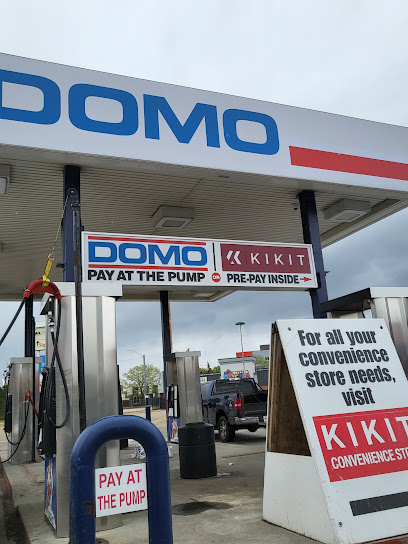 DOMO
DOMO KIKIT
PAY AT THE PUMP OR PRE-PAY INSIDE
For all your
convenience
store needs,
visit
KIKIT
CONVENIENCE
PAY AT
THE PUMP